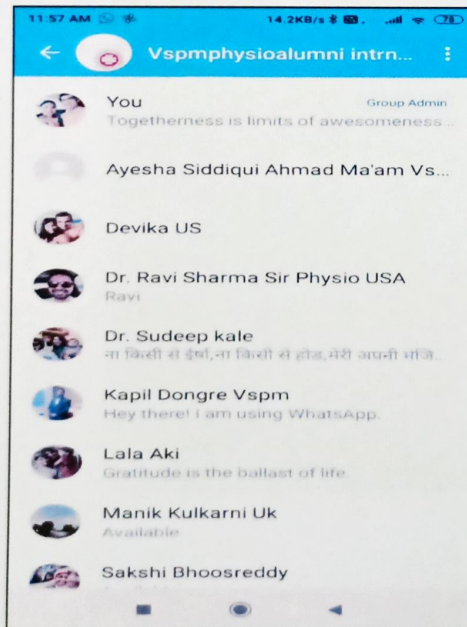 11:57 AM
14.2KB/s 76
Vspmphysioalumni intrn...
You
Group Admin
Togetherness is limits of awesomeness...
Ayesha Siddiqui Ahmad Ma'am Vs...
Devika US
Dr. Ravi Sharma Sir Physio USA
Ravi
Dr. Sudeep kale
ना किसी से ईर्षा,ना किसी से होड,मेरी अपनी मंजि...
Kapil Dongre Vspm
Hey there! i am using WhatsApp.
Lala Aki
Gratitude is the ballast of life.
Manik Kulkarni Uk
Available
Sakshi Bhoosreddy